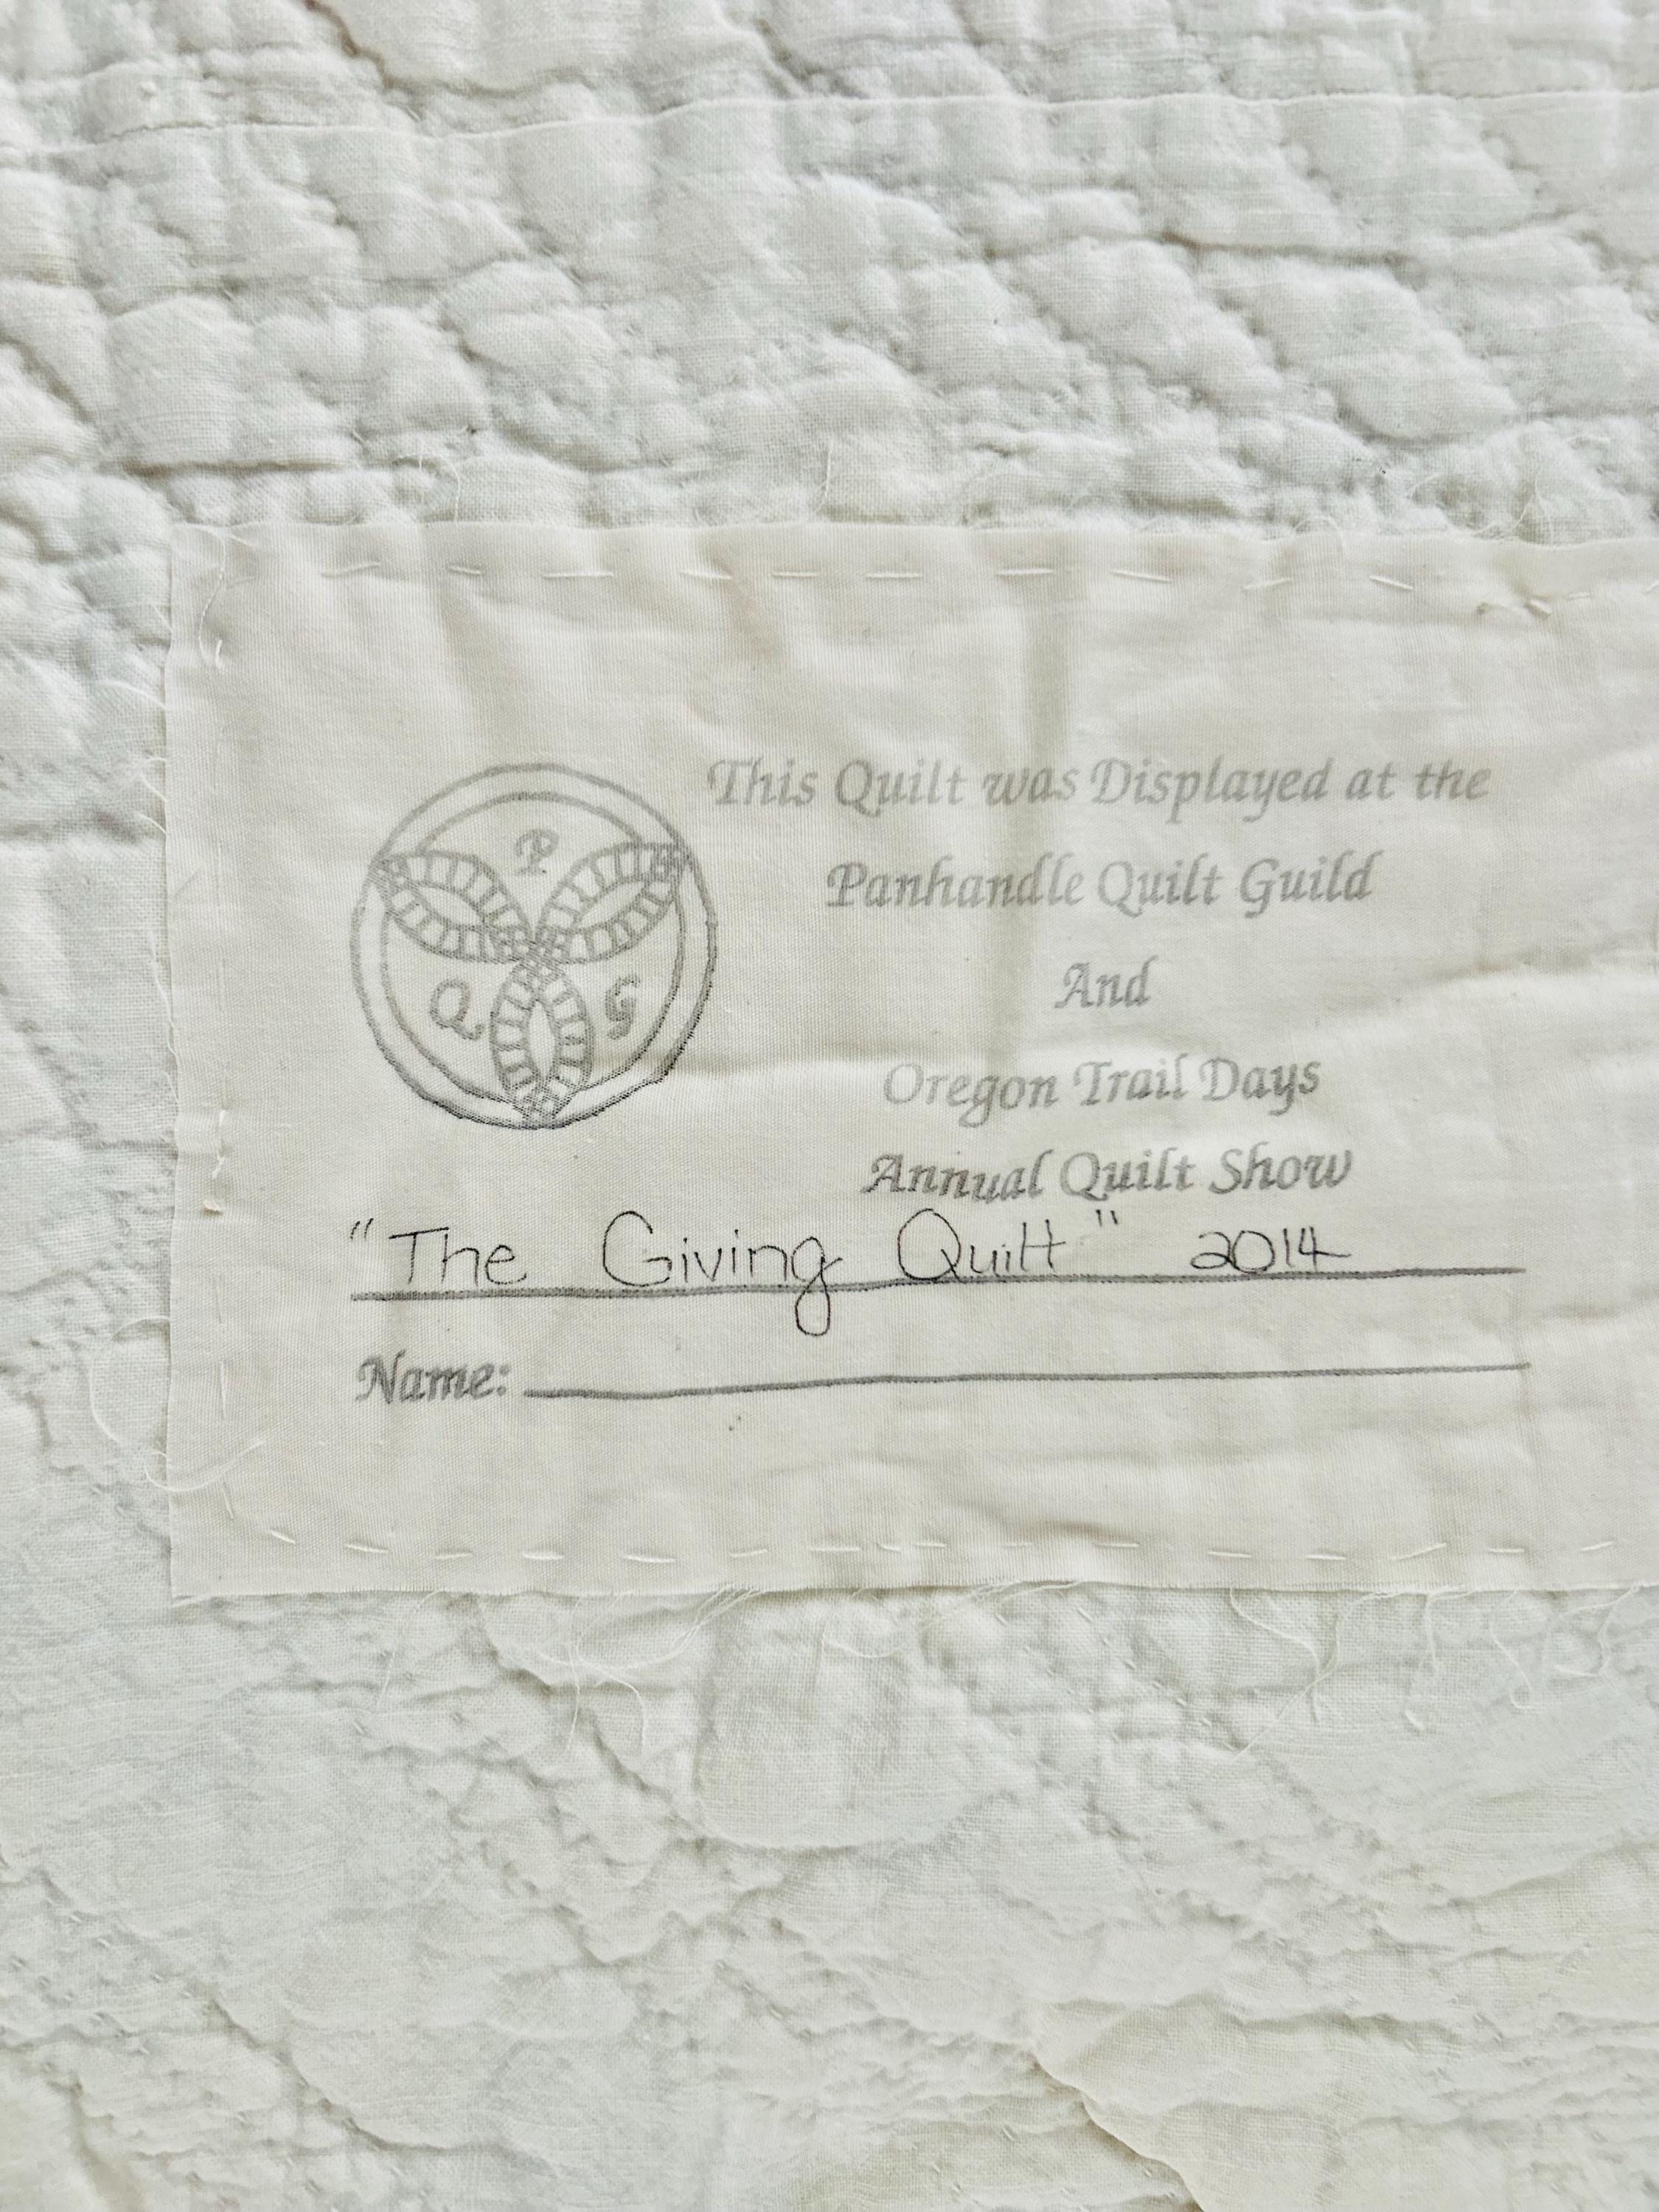 P
Q G
This Quilt was Displayed at the
Panhandle Quilt Guild
And
Oregon Trail Days
Annual Quilt Show
"The Giving Quilt" 2014
Name: